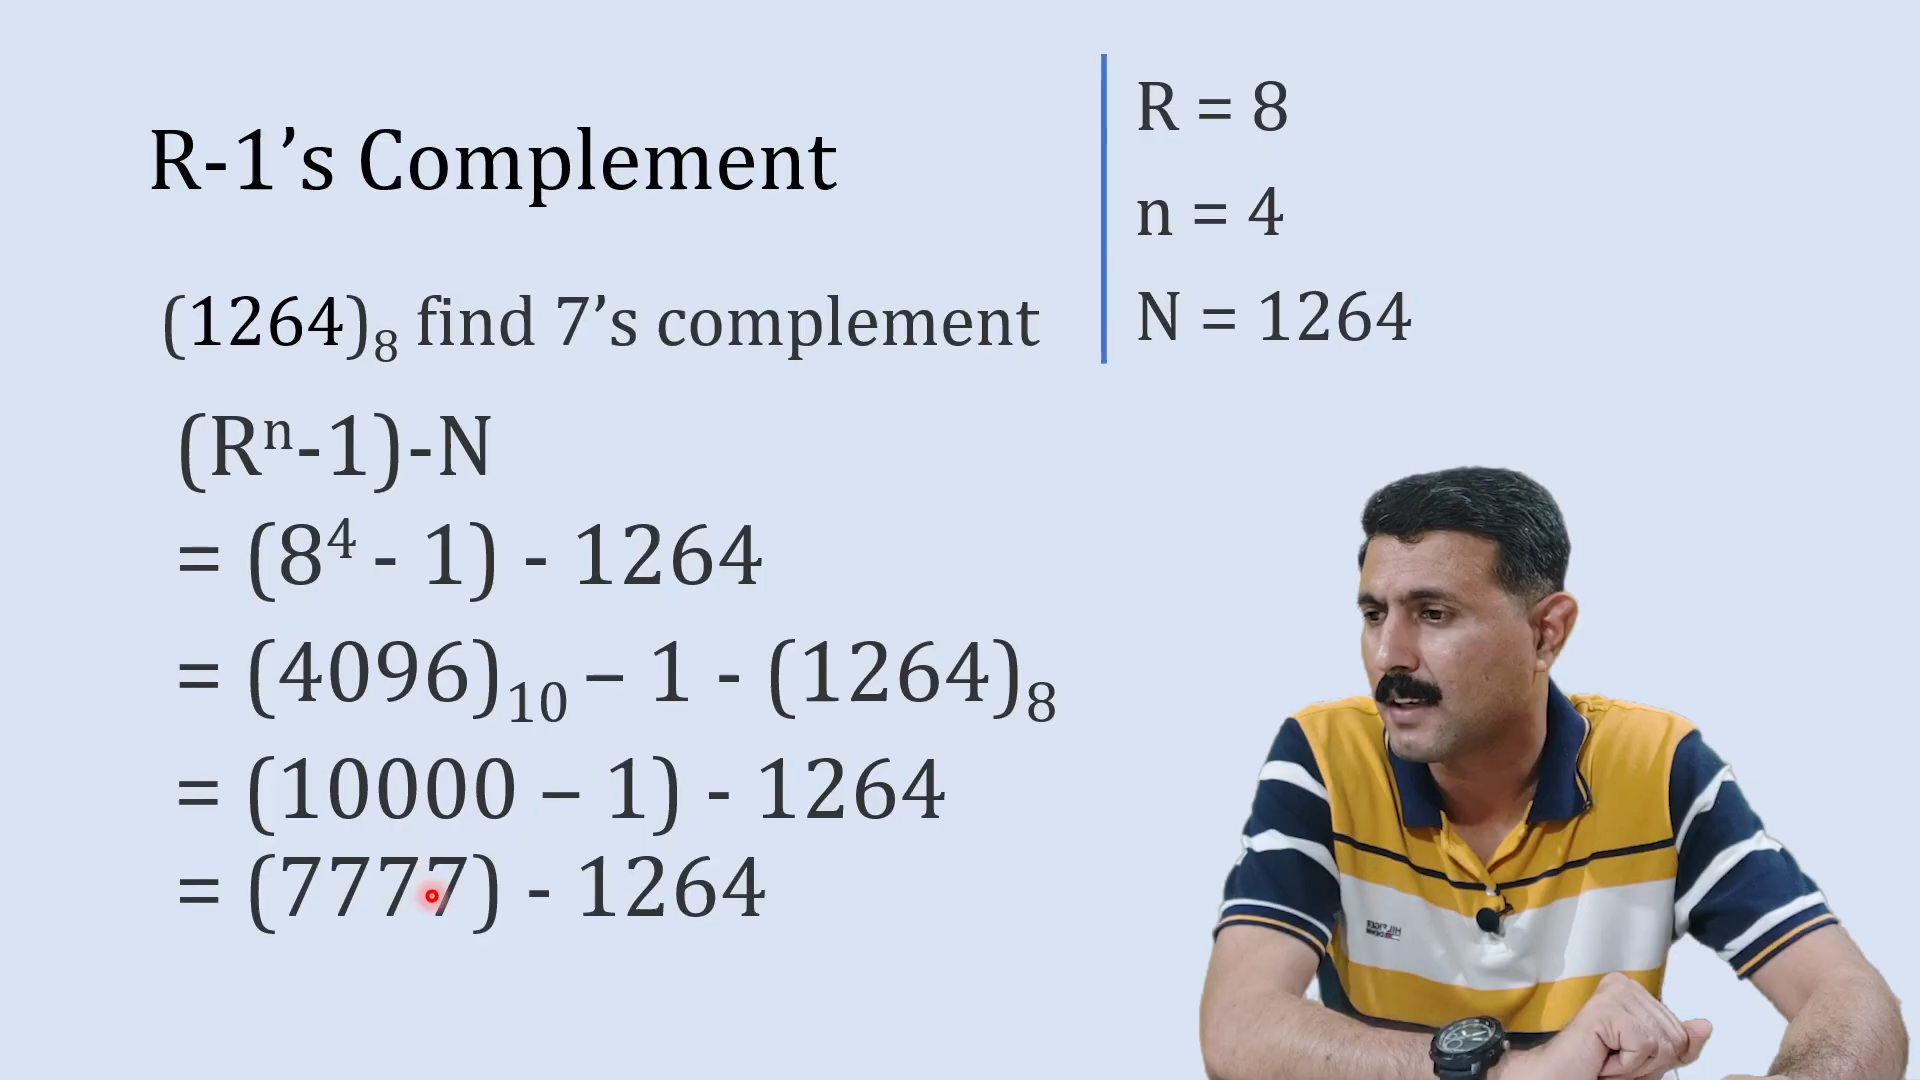 R-1’s Complement
(1264)₈ find 7’s complement
(Rⁿ-1)-N
= (8⁴ - 1) - 1264
= (4096)₁₀ – 1 - (1264)₈
= (10000 – 1) - 1264
= (7777) - 1264
R = 8
n = 4
N = 1264